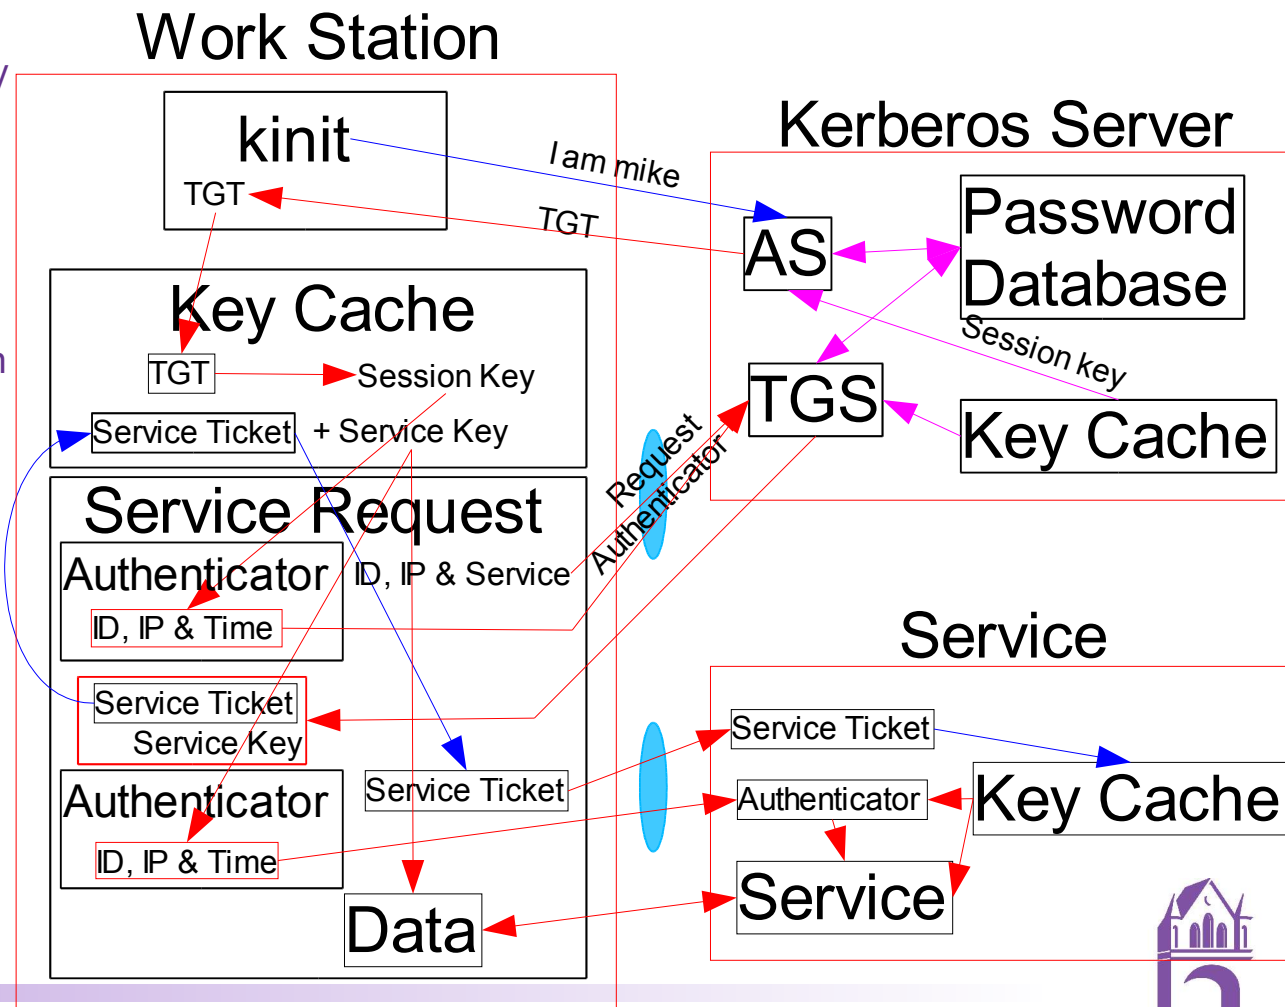 Work Station
y
kinit
TGT
I am mike
TGT
Kerberos Server
AS
Password
Database
Session key
TGS
Key Cache
Key Cache
TGT
Session Key
Service Ticket
+ Service Key
n
Service Request
Authenticator
ID, IP & Service
ID, IP & Time
Request
Authenticator
Service Ticket
Service Key
Authenticator
ID, IP & Time
Service Ticket
Data
Service
Service Ticket
Authenticator
Key Cache
Service